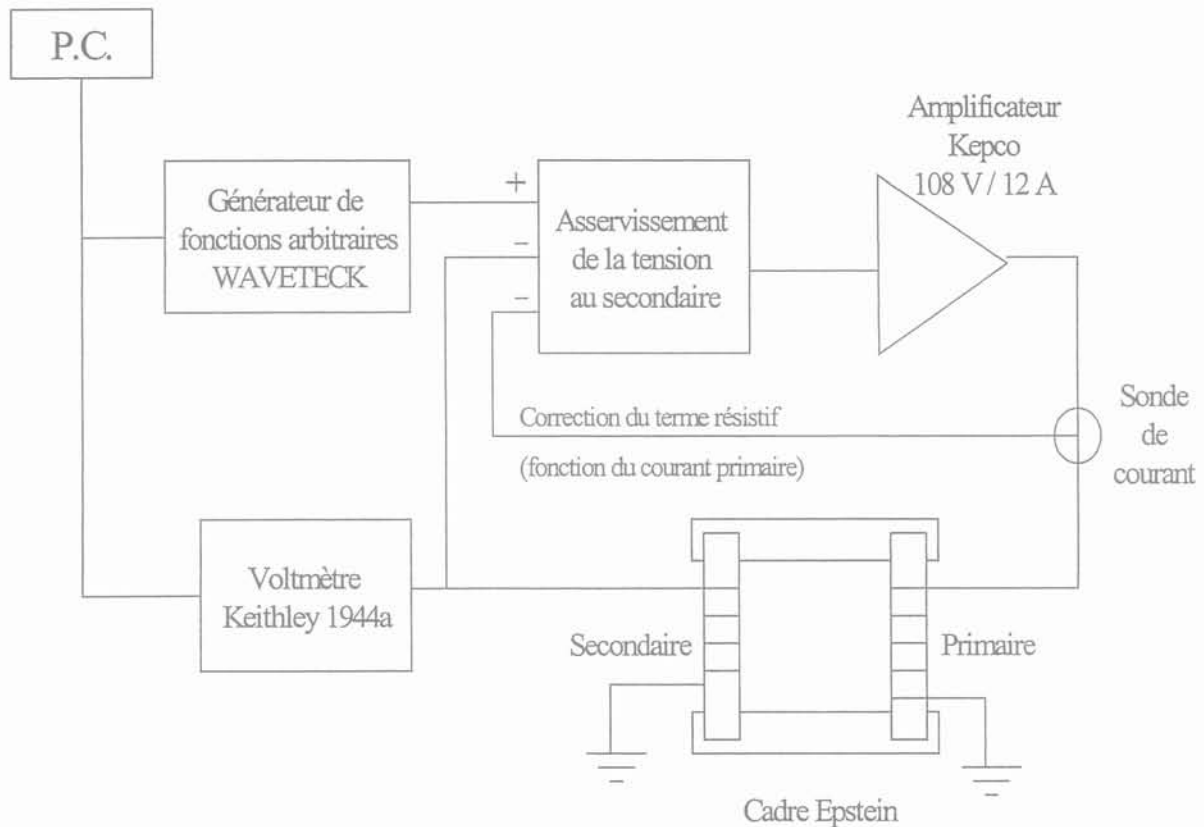 P.C.
Amplificateur
Kepco
108 V / 12 A
Générateur de
fonctions arbitraires
WAVETECK
+
−
−
Asservissement
de la tension
au secondaire
Correction du terme résistif
(fonction du courant primaire)
Sonde
de
courant
Voltmètre
Keithley 1944a
Secondaire
Primaire
Cadre Epstein